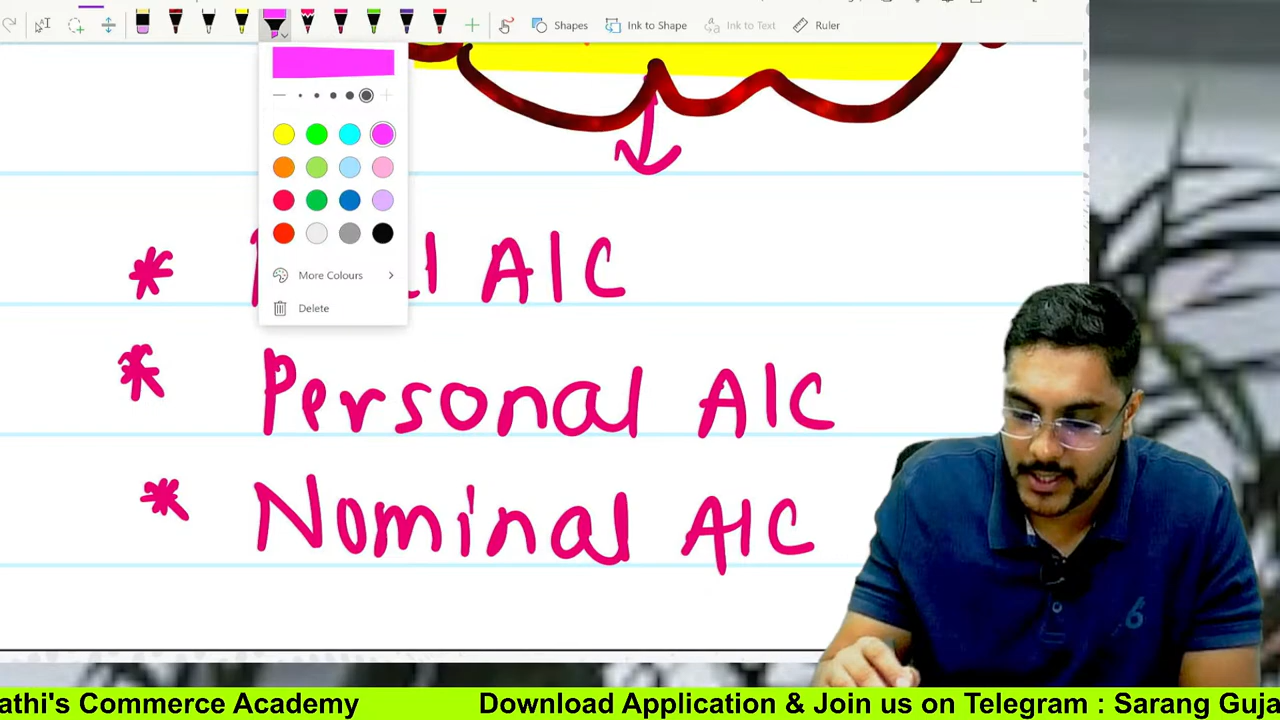 Shapes Ink to Shape Ink to Text Ruler
More Colours
Delete
* A/C
* Personal A/C
* Nominal A/C
athi's Commerce Academy Download Application & Join us on Telegram : Sarang Guja